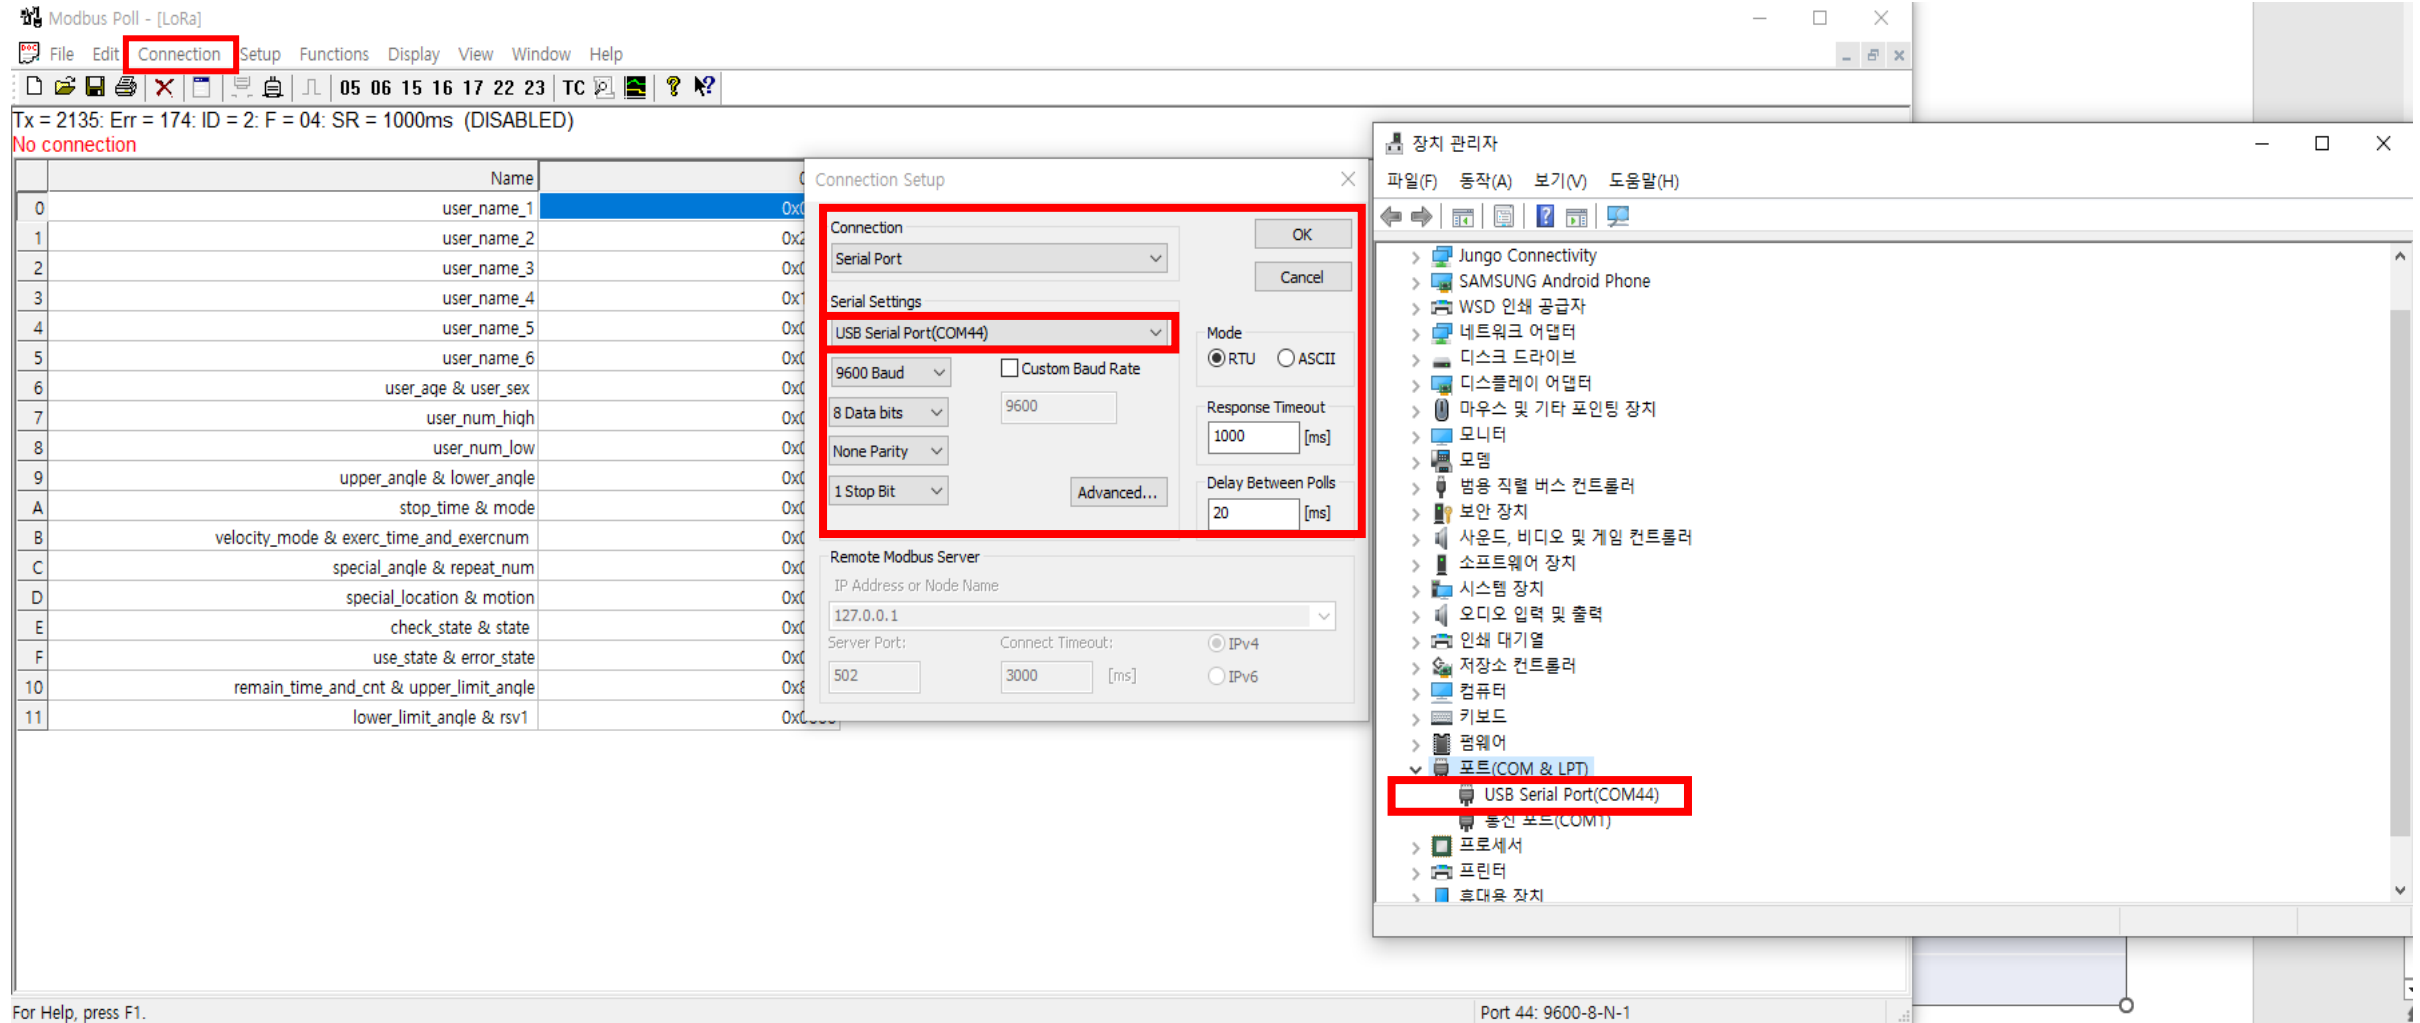 Modbus Poll - [LoRa]
File Edit Connection Setup Functions Display View Window Help
05 06 15 16 17 22 23 TC
Tx = 2135: Err = 174: ID = 2: F = 04: SR = 1000ms (DISABLED)
No connection
Name
0 user_name_1
1 user_name_2
2 user_name_3
3 user_name_4
4 user_name_5
5 user_name_6
6 user_age & user_sex
7 user_num_high
8 user_num_low
9 upper_angle & lower_angle
A stop_time & mode
B velocity_mode & exerc_time_and_exercnum
C special_angle & repeat_num
D special_location & motion
E check_state & state
F use_state & error_state
10 remain_time_and_cnt & upper_limit_angle
11 lower_limit_angle & rsv1
Connection Setup
Connection
Serial Port
OK
Cancel
Serial Settings
USB Serial Port(COM44)
9600 Baud
Custom Baud Rate
8 Data bits
9600
None Parity
1 Stop Bit
Advanced...
Mode
RTU ASCII
Response Timeout
1000 [ms]
Delay Between Polls
20 [ms]
Remote Modbus Server
IP Address or Node Name
127.0.0.1
Server Port: Connect Timeout: IPv4
502 3000 [ms] IPv6
장치 관리자
파일(F) 동작(A) 보기(V) 도움말(H)
Jungo Connectivity
SAMSUNG Android Phone
WSD 인쇄 공급자
네트워크 어댑터
디스크 드라이브
디스플레이 어댑터
마우스 및 기타 포인팅 장치
모니터
모뎀
범용 직렬 버스 컨트롤러
보안 장치
사운드, 비디오 및 게임 컨트롤러
소프트웨어 장치
시스템 장치
오디오 입력 및 출력
인쇄 대기열
저장소 컨트롤러
컴퓨터
키보드
펌웨어
포트(COM & LPT)
USB Serial Port(COM44)
통신 포트(COM1)
프로세서
프린터
휴대용 장치
For Help, press F1.
Port 44: 9600-8-N-1